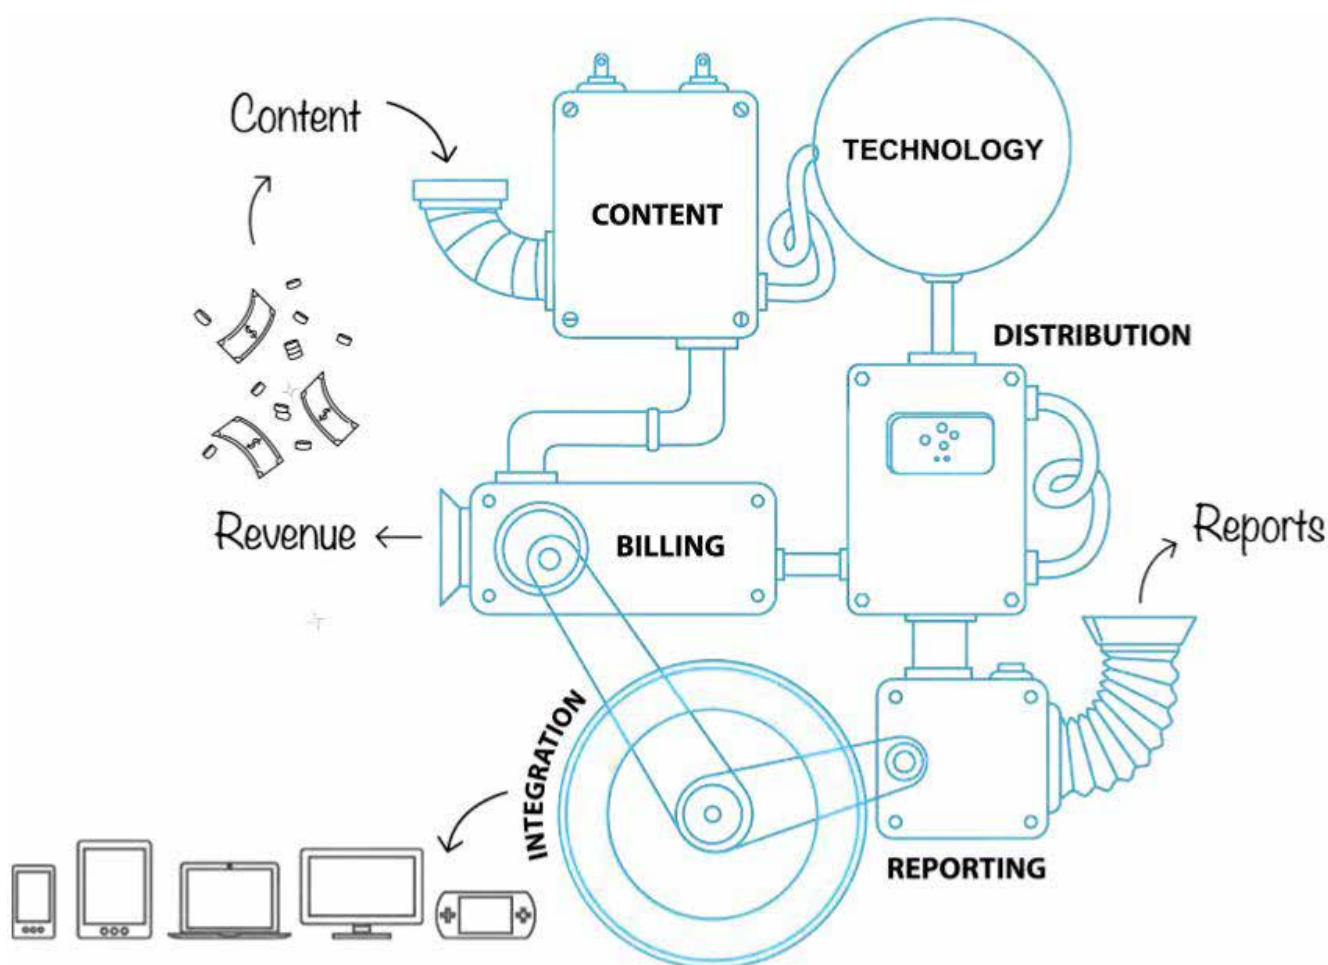 Content
TECHNOLOGY
CONTENT
DISTRIBUTION
$
$
$
Revenue
BILLING
Reports
INTEGRATION
REPORTING